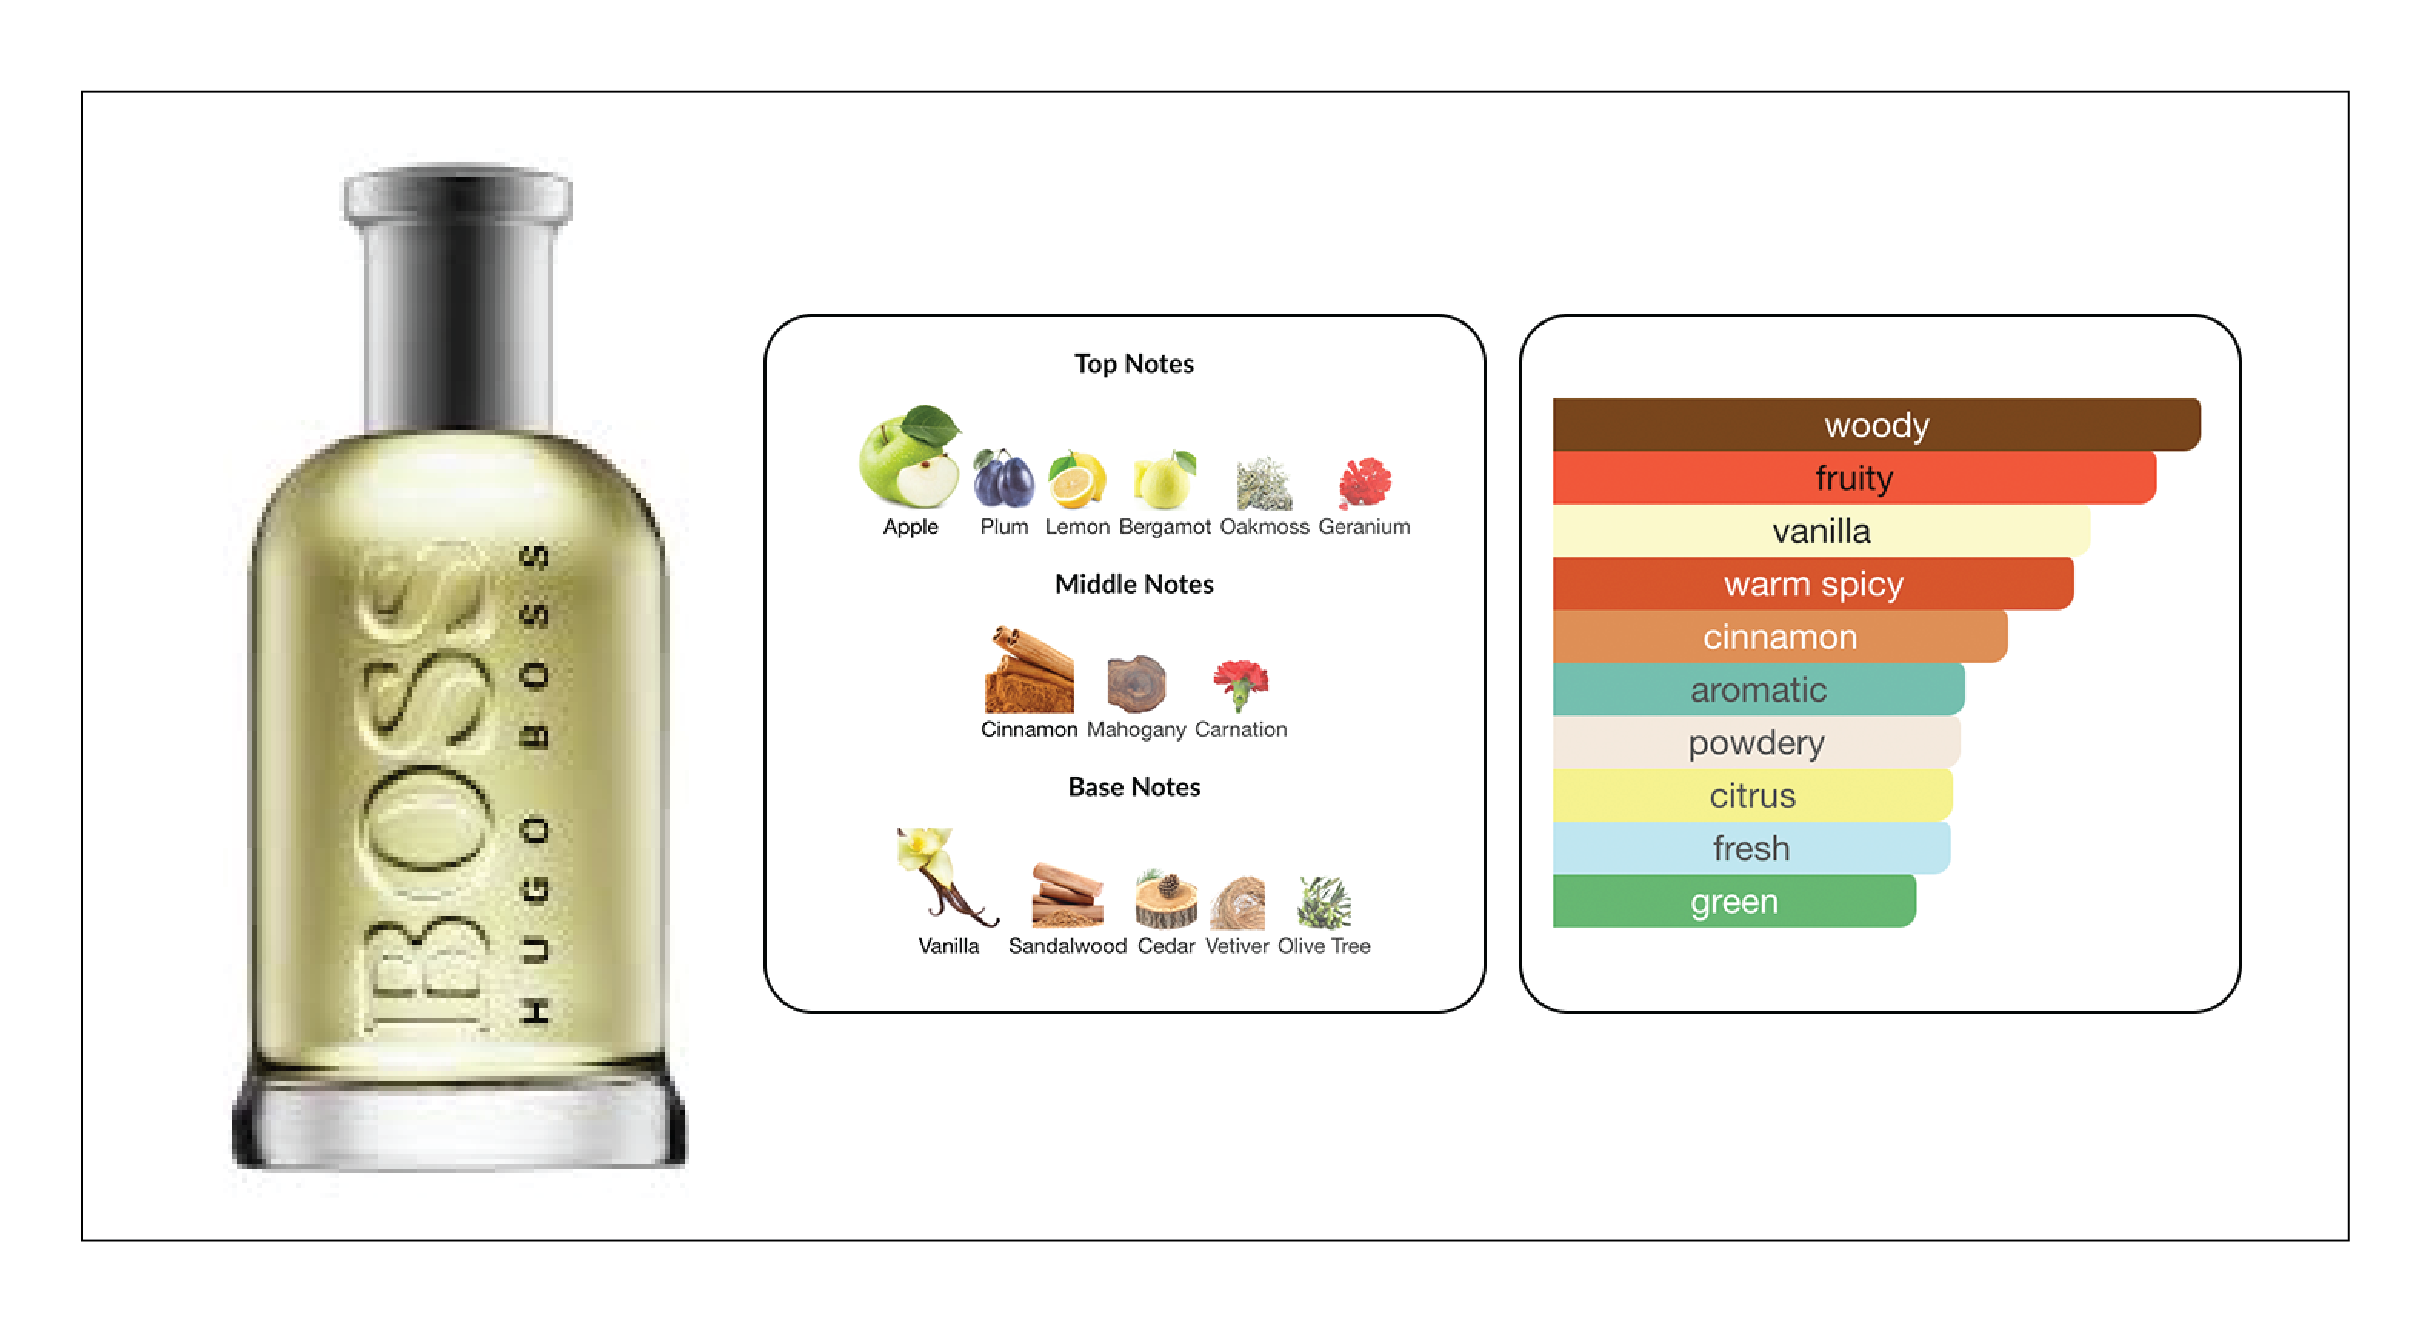 BOSS
HUGO BOSS
Top Notes
Apple Plum Lemon Bergamot Oakmoss Geranium
Middle Notes
Cinnamon Mahogany Carnation
Base Notes
Vanilla Sandalwood Cedar Vetiver Olive Tree
woody
fruity
vanilla
warm spicy
cinnamon
aromatic
powdery
citrus
fresh
green